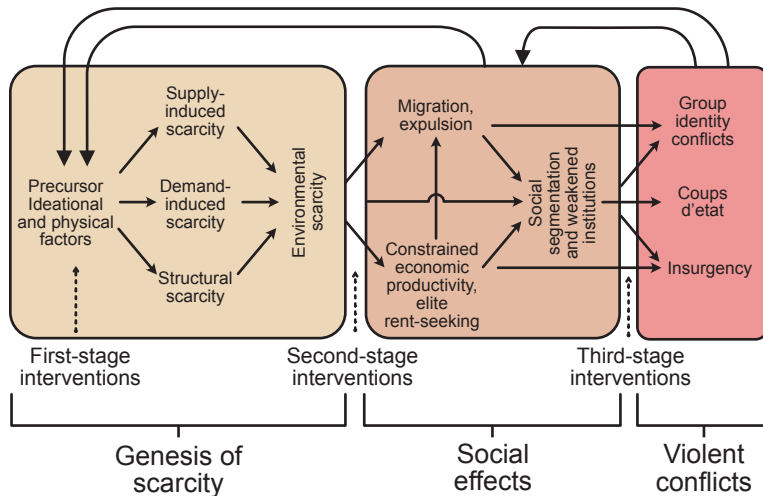 Supply-
induced
scarcity
Precursor
Ideational
and physical
factors
Demand-
induced
scarcity
Structural
scarcity
Environmental
scarcity
Migration,
expulsion
Constrained
economic
productivity,
elite
rent-seeking
Social
segmentation
and weakened
institutions
Group
identity
conflicts
Coups
d'etat
Insurgency
First-stage
interventions
Second-stage
interventions
Third-stage
interventions
Genesis of
scarcity
Social
effects
Violent
conflicts